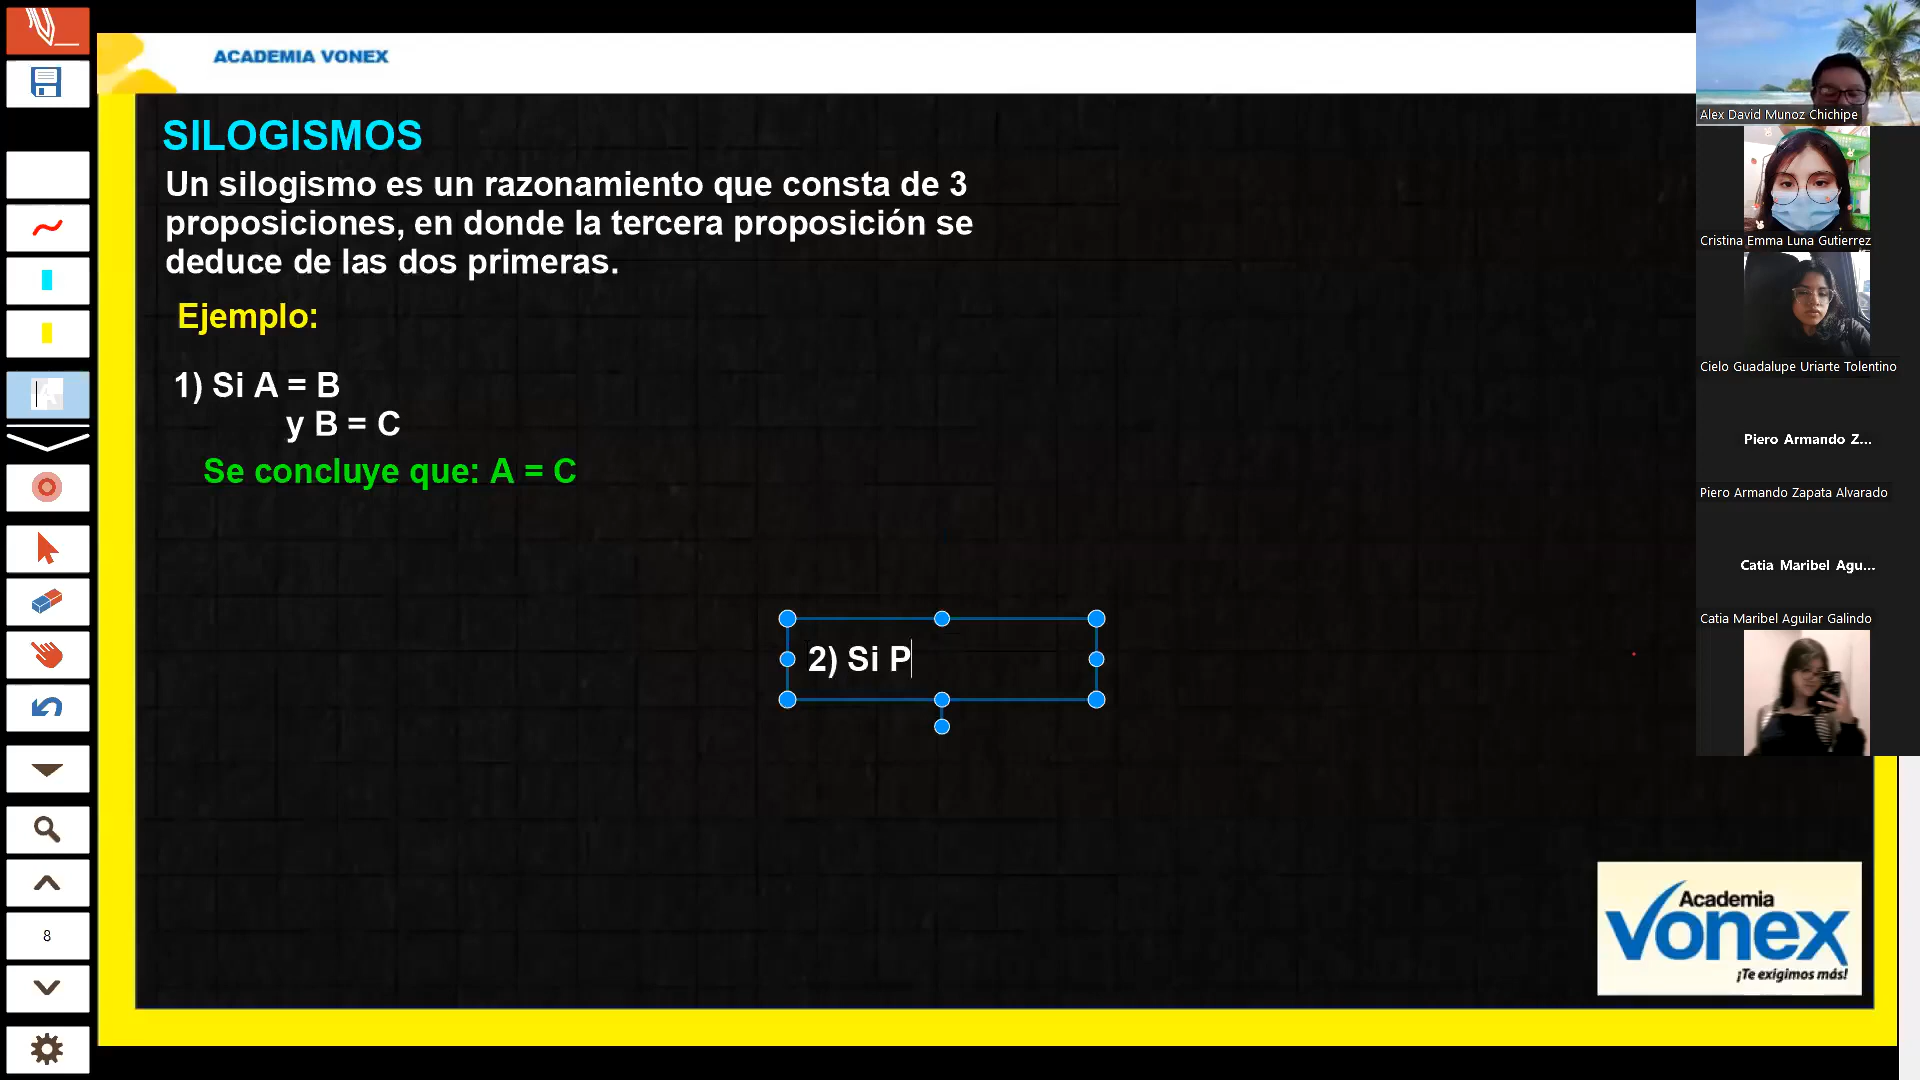 ACADEMIA VONEX
SILOGISMOS
Un silogismo es un razonamiento que consta de 3
proposiciones, en donde la tercera proposición se
deduce de las dos primeras.
Ejemplo:
1) Si A = B
y B = C
Se concluye que: A = C
2) Si P
Academia
vonex
¡Te exigimos más!
8
Alex David Munoz Chichipe
Cristina Emma Luna Gutierrez
Cielo Guadalupe Uriarte Tolentino
Piero Armando Z...
Piero Armando Zapata Alvarado
Catia Maribel Agu...
Catia Maribel Aguilar Galindo